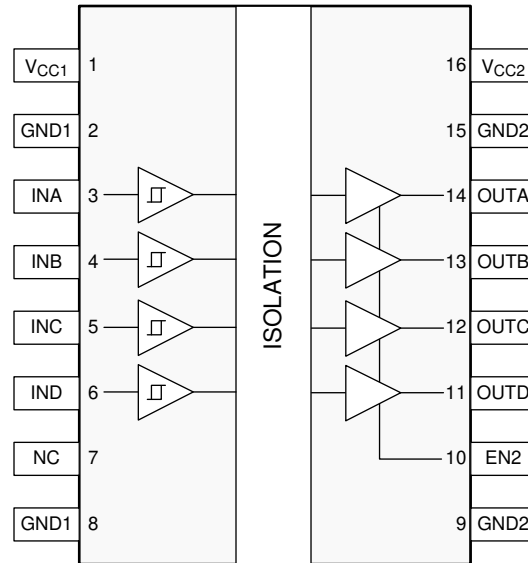 VCC1 1 16 VCC2
GND1 2 15 GND2
INA 3 14 OUTA
INB 4 13 OUTB
INC 5 12 OUTC
IND 6 11 OUTD
NC 7 10 EN2
GND1 8 9 GND2
ISOLATION